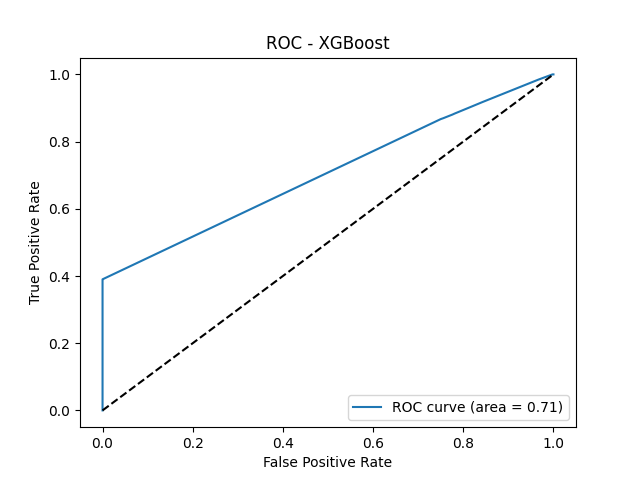 ROC - XGBoost
True Positive Rate
1.0
0.8
0.6
0.4
0.2
0.0
ROC curve (area = 0.71)
0.0 0.2 0.4 0.6 0.8 1.0
False Positive Rate